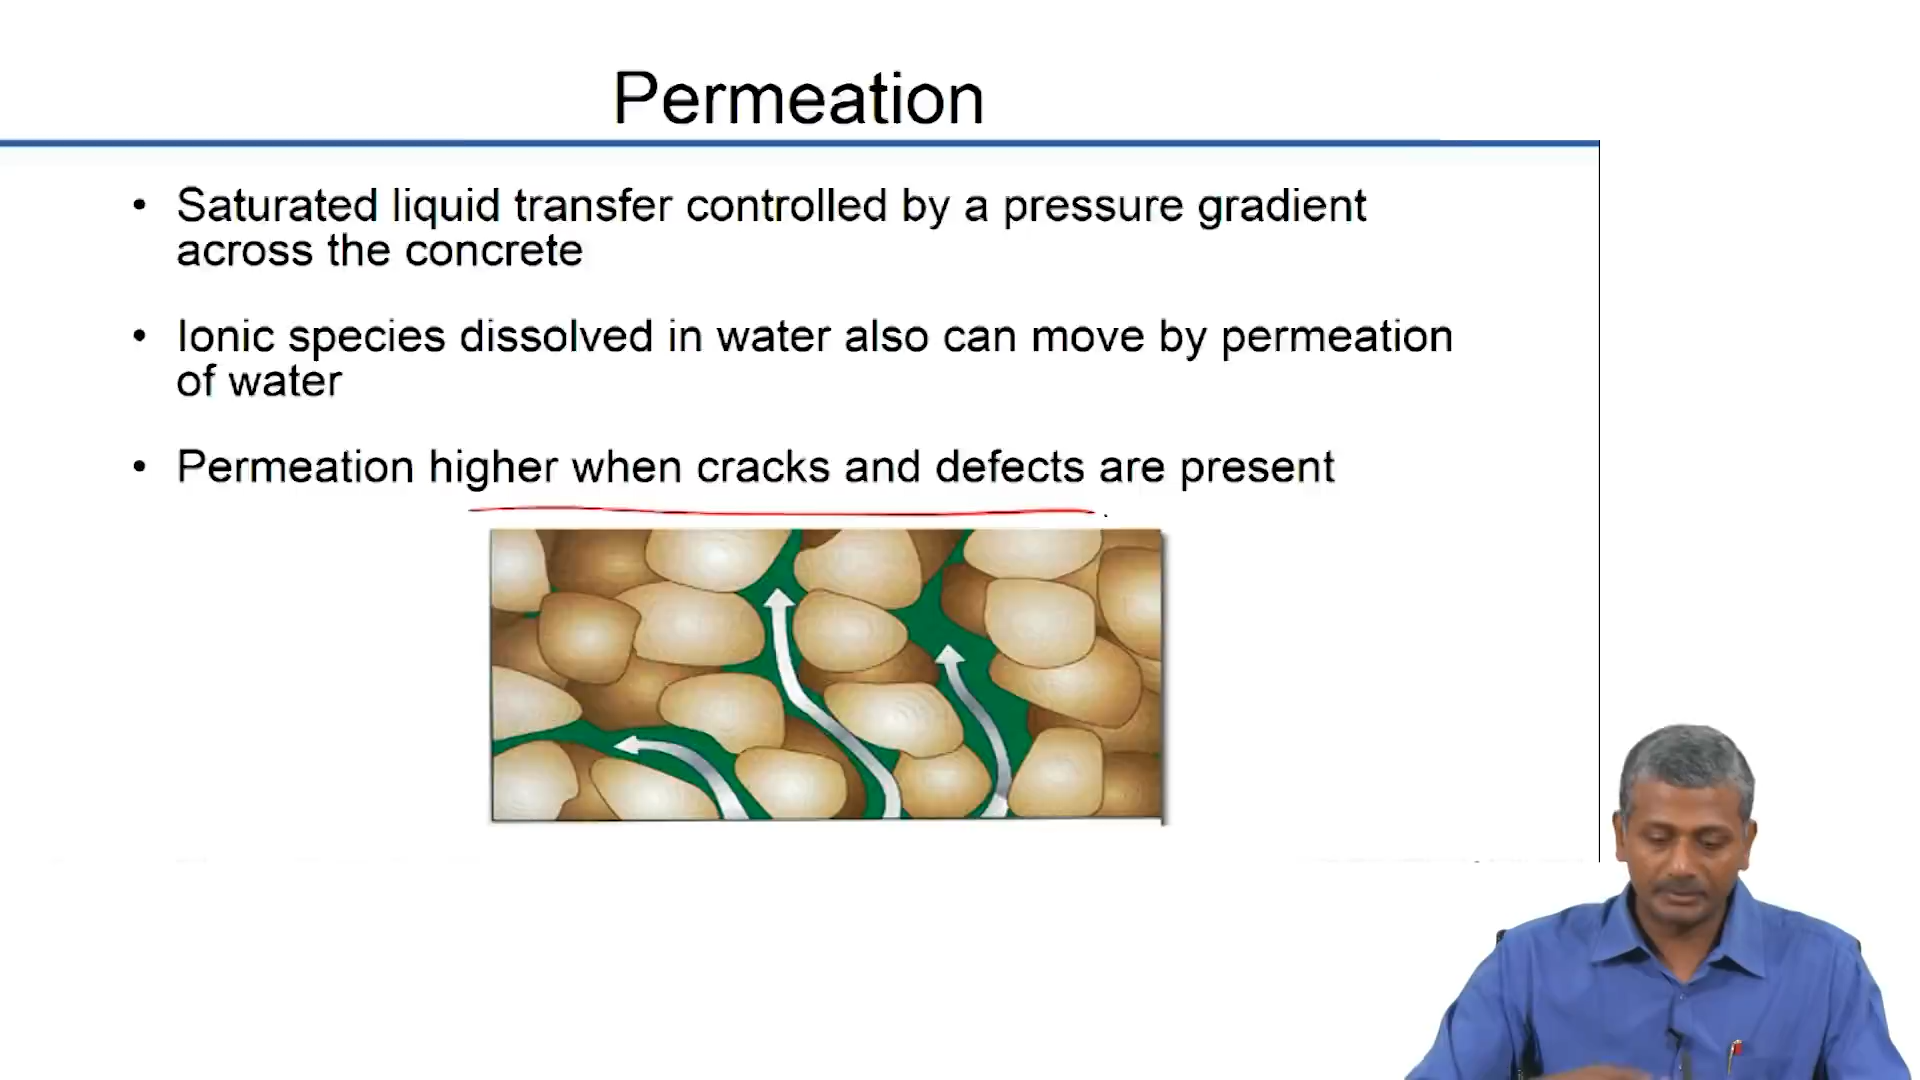 Permeation
• Saturated liquid transfer controlled by a pressure gradient
across the concrete
• Ionic species dissolved in water also can move by permeation
of water
• Permeation higher when cracks and defects are present